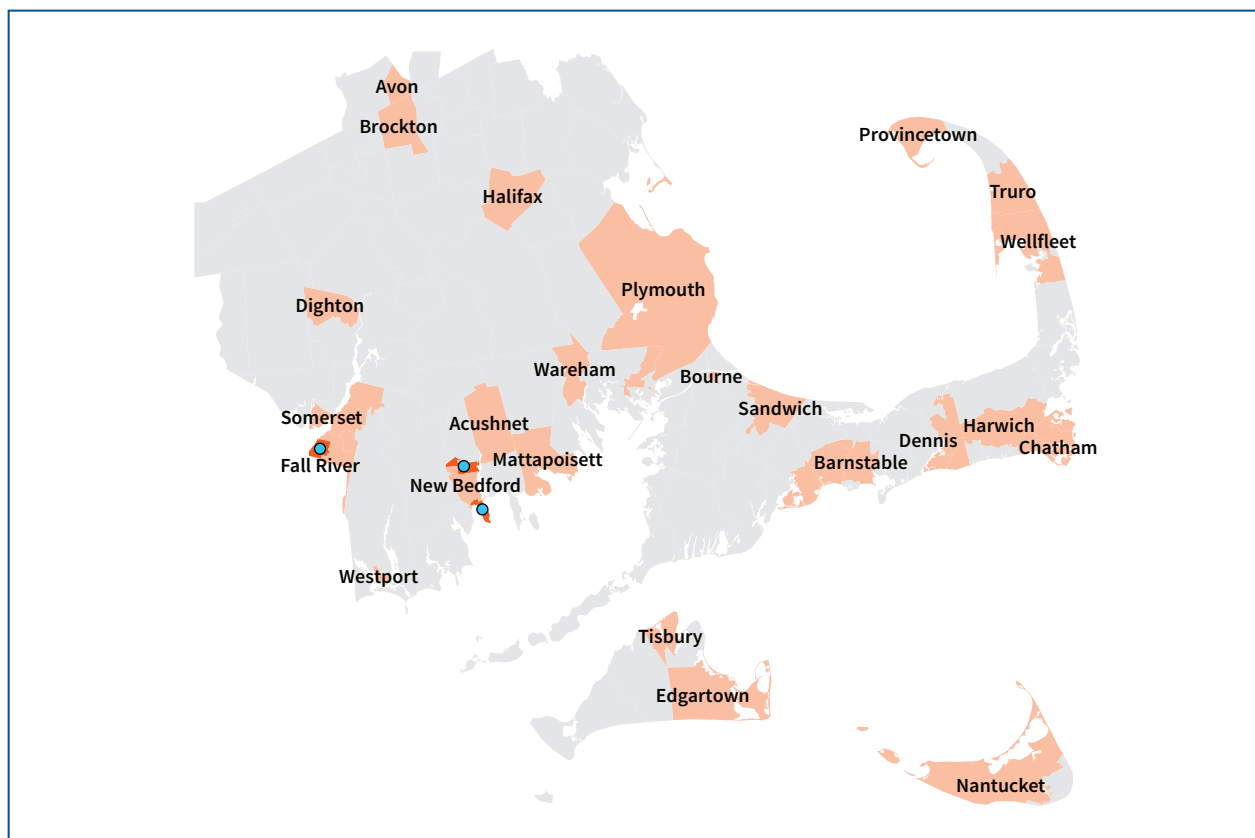 Avon
Brockton
Provincetown
Halifax
Truro
Wellfleet
Plymouth
Dighton
Wareham
Bourne
Sandwich
Somerset
Acushnet
Harwich
Dennis
Chatham
Fall River
Mattapoisett
Barnstable
New Bedford
Westport
Tisbury
Edgartown
Nantucket